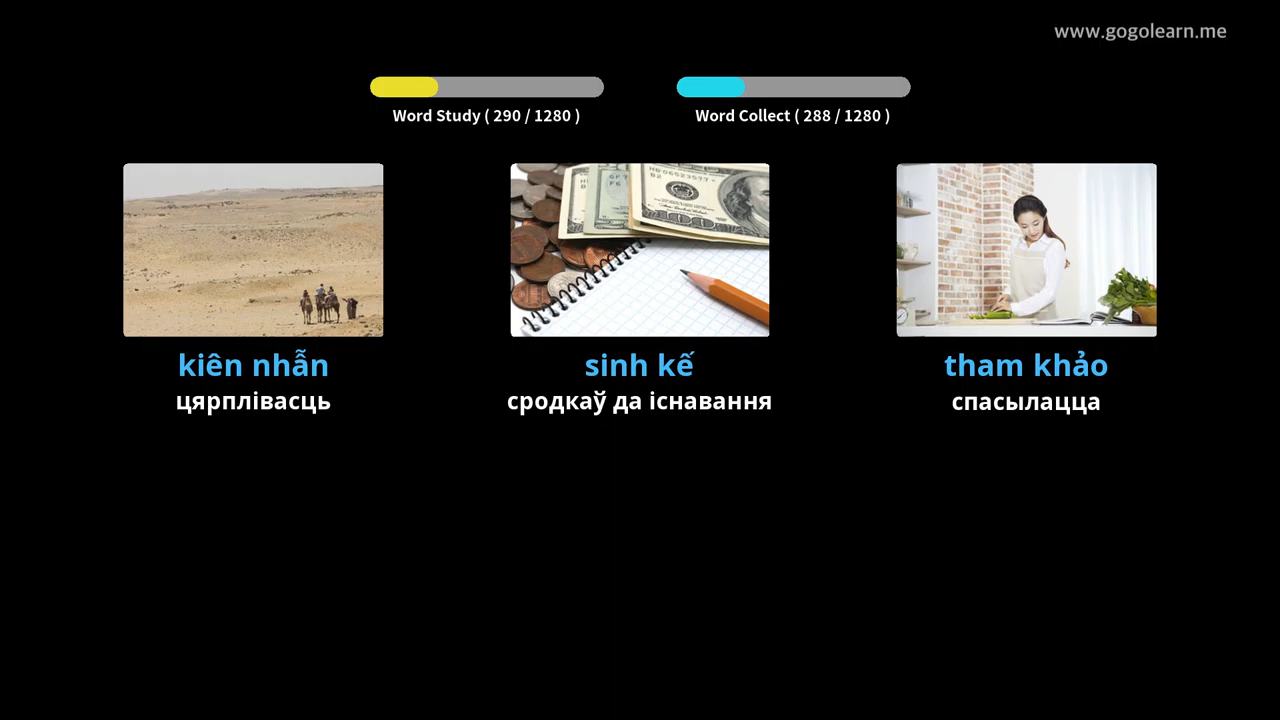 www.gogolearn.me
Word Study ( 290 / 1280 )
Word Collect ( 288 / 1280 )
kiên nhẫn
sinh kế
tham khảo
цярплівасць
сродкаў да існавання
спасылацца